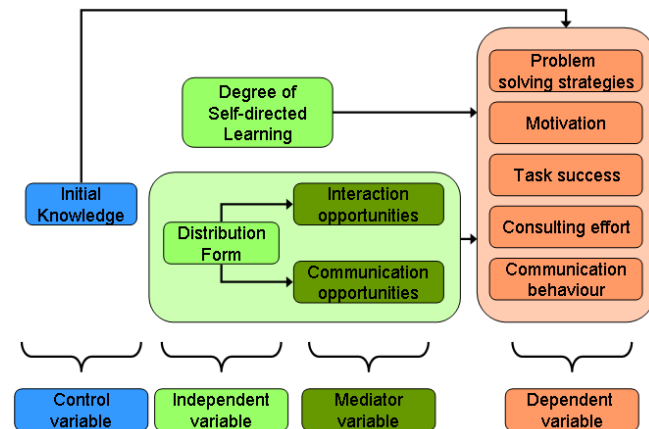 Problem
solving strategies
Degree of
Self-directed
Learning
Motivation
Task success
Initial
Knowledge
Interaction
opportunities
Distribution
Form
Consulting effort
Communication
opportunities
Communication
behaviour
Control
variable
Independent
variable
Mediator
variable
Dependent
variable